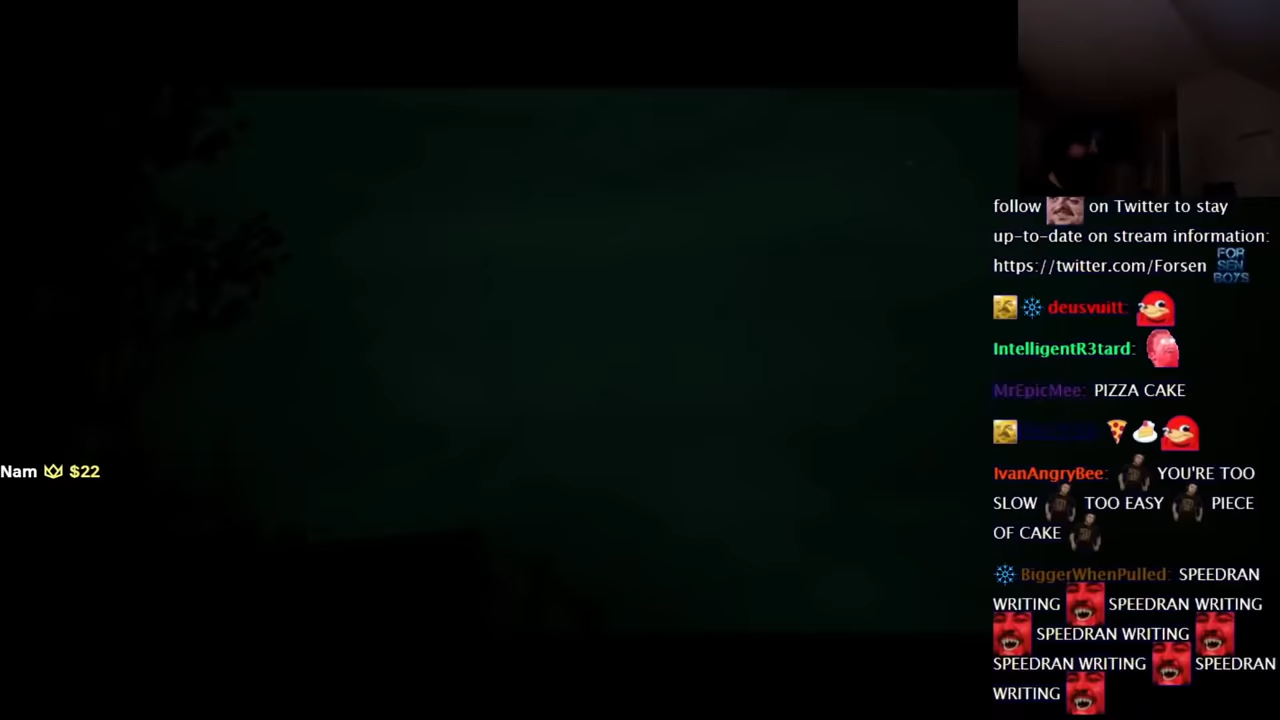 follow on Twitter to stay
up-to-date on stream information:
https://twitter.com/Forsen FOR SEN BOYS
deusvuitt:
IntelligentR3tard:
MrEpicMee: PIZZA CAKE
Nam $22
IvanAngryBee: YOU'RE TOO
SLOW TOO EASY PIECE
OF CAKE
BiggerWhenPulled: SPEEDRAN
WRITING SPEEDRAN WRITING
SPEEDRAN WRITING
SPEEDRAN WRITING SPEEDRAN
WRITING